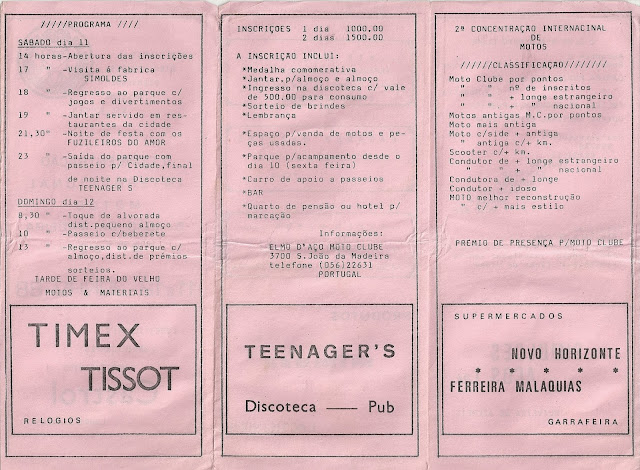 /////PROGRAMA ////
SÁBADO dia 11
14 horas-Abertura das inscrições
17 " -Visita á fabrica
SIMOLDES
18 " -Regresso ao parque c/
jogos e divertimentos
19 " -Jantar servido em res-
taurantes da cidade
21,30" -Noite de festa com os
FUZILEIROS DO AMOR
23 " -Saida do parque com
passeio p/ Cidade,final
de noite na Discoteca
TEENAGER S
DOMINGO dia 12
8,30 " -Toque de alvorada
dist.pequeno almoço
10 " -Passeio c/beberete
13 " -Regresso ao parque c/
almoço,dist.de prémios
sorteios.
TARDE DE FEIRA DO VELHO
MOTOS & MATERIAIS
TIMEX
TISSOT
RELOGIOS
INSCRIÇÕES 1 dia 1000.00
2 dias 1500.00
A INSCRIÇÃO INCLUI:
*Medalha comomerativa
*Jantar,p/almoço e almoço
*Ingresso na discoteca c/ vale
de 500.00 para consumo
*Sorteio de brindes
*Lembrança
*Espaço p/venda de motos e pe-
ças usadas.
*Parque p/acampamento desde o
dia 10 (sexta feira)
*Carro de apoio a passeios
*BAR
*Quarto de pensão ou hotel p/
marcação
Informações:
ELMO D'AÇO MOTO CLUBE
3700 S.João da Madeira
telefone (056)22631
PORTUGAL
TEENAGER'S
Discoteca — Pub
2ª CONCENTRAÇÃO INTERNACINAL
DE
MOTOS
//////CLASSIFICAÇÃO////////
Moto Clube por pontos
" " nº de inscritos
" " + longe estrangeiro
" " . + " nacional
Motos antigas M.C.por pontos
Moto mais antiga
Moto c/side + antiga
" " antiga c/+ km.
Scooter c/+ km.
Condutor de + longe estrangeiro
" " + " nacional
Condutora de + longe
Condutor + idoso
MOTO melhor reconstrução
" c/ + mais estilo
PREMIO DE PRESENÇA P/MOTO CLUBE
SUPERMERCADOS
NOVO HORIZONTE
* * * * *
FERREIRA MALAQUIAS
GARRAFEIRA